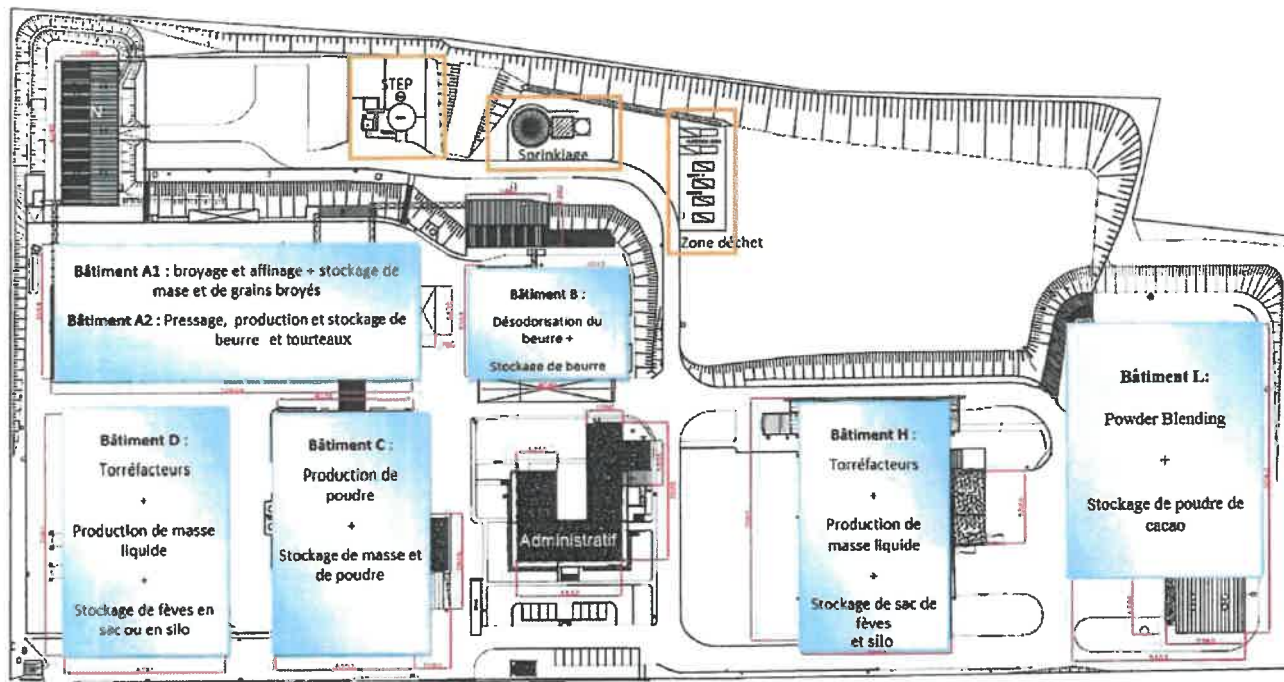 STEP
Sprinklage
Zone déchet
Bâtiment A1 : broyage et affinage + stockage de
mase et de grains broyés
Bâtiment A2 : Pressage, production et stockage de
beurre et tourteaux
Bâtiment B :
Désodorisation du
beurre +
Stockage de beurre
Bâtiment D :
Torréfacteurs
+
Production de masse
liquide
+
Stockage de fèves en
sac ou en silo
Bâtiment C :
Production de
poudre
+
Stockage de masse et
de poudre
Administratif
Bâtiment H :
Torréfacteurs
+
Production de
masse liquide
+
Stockage de sac de
fèves
et silo
Bâtiment L:
Powder Blending
+
Stockage de poudre de
cacao